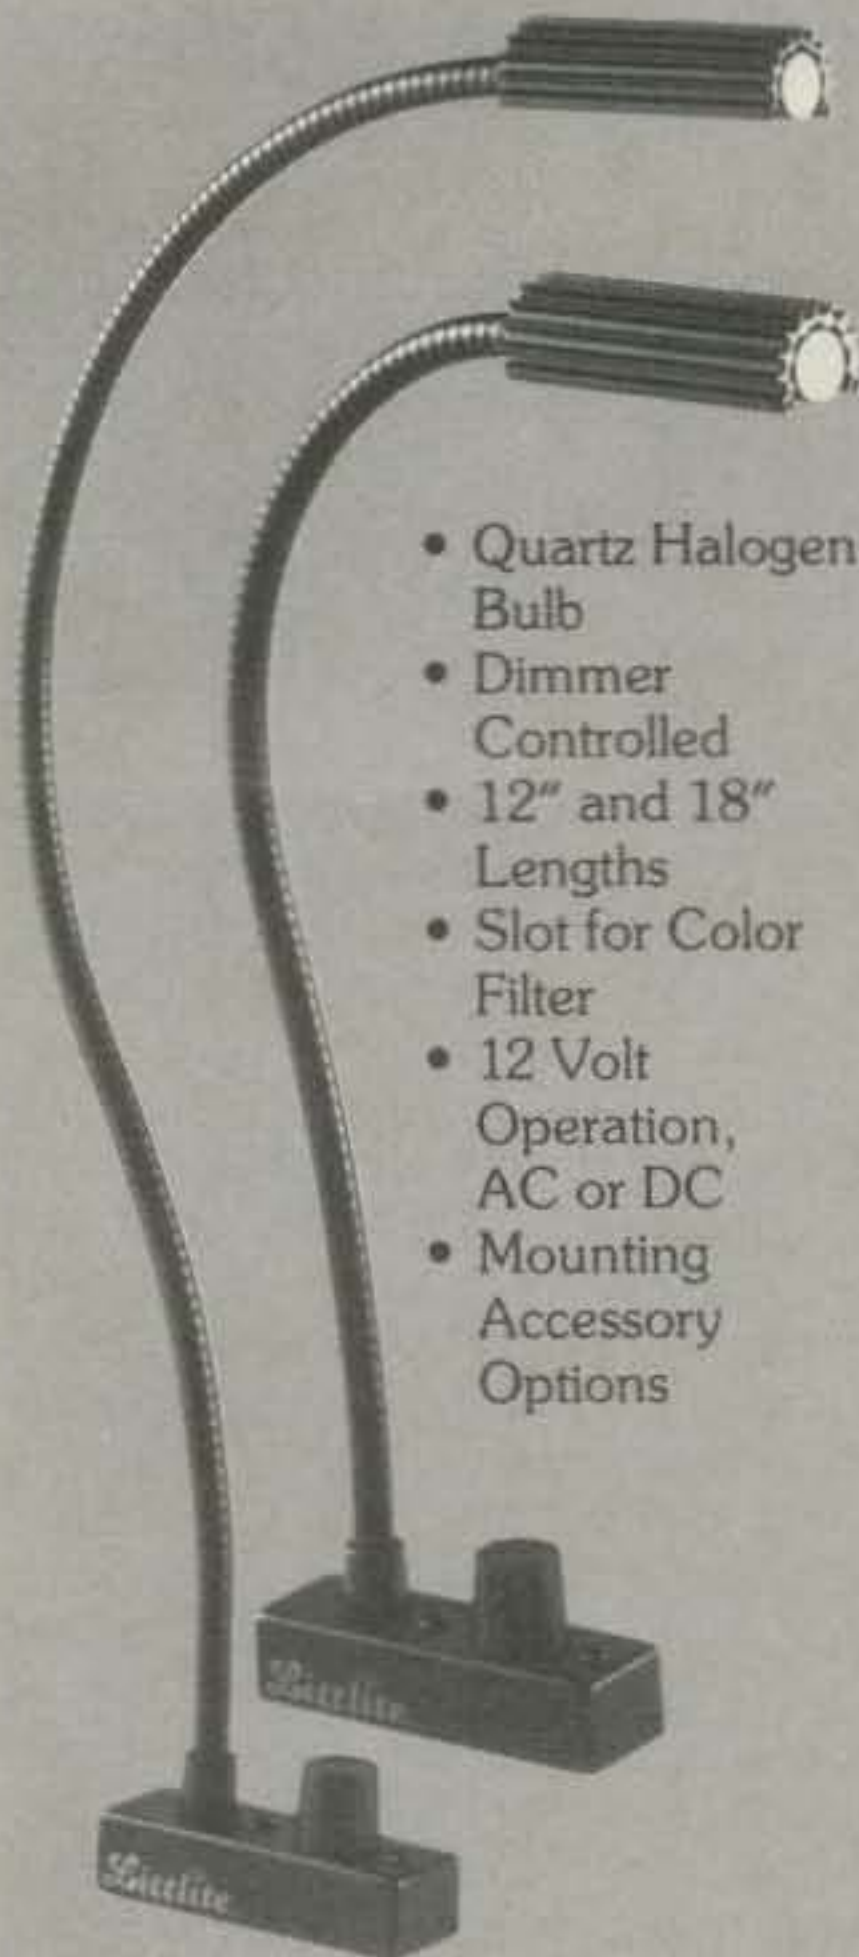 • Quartz Halogen
Bulb
• Dimmer
Controlled
• 12" and 18"
Lengths
• Slot for Color
Filter
• 12 Volt
Operation,
AC or DC
• Mounting
Accessory
Options
Littlite
Littlite